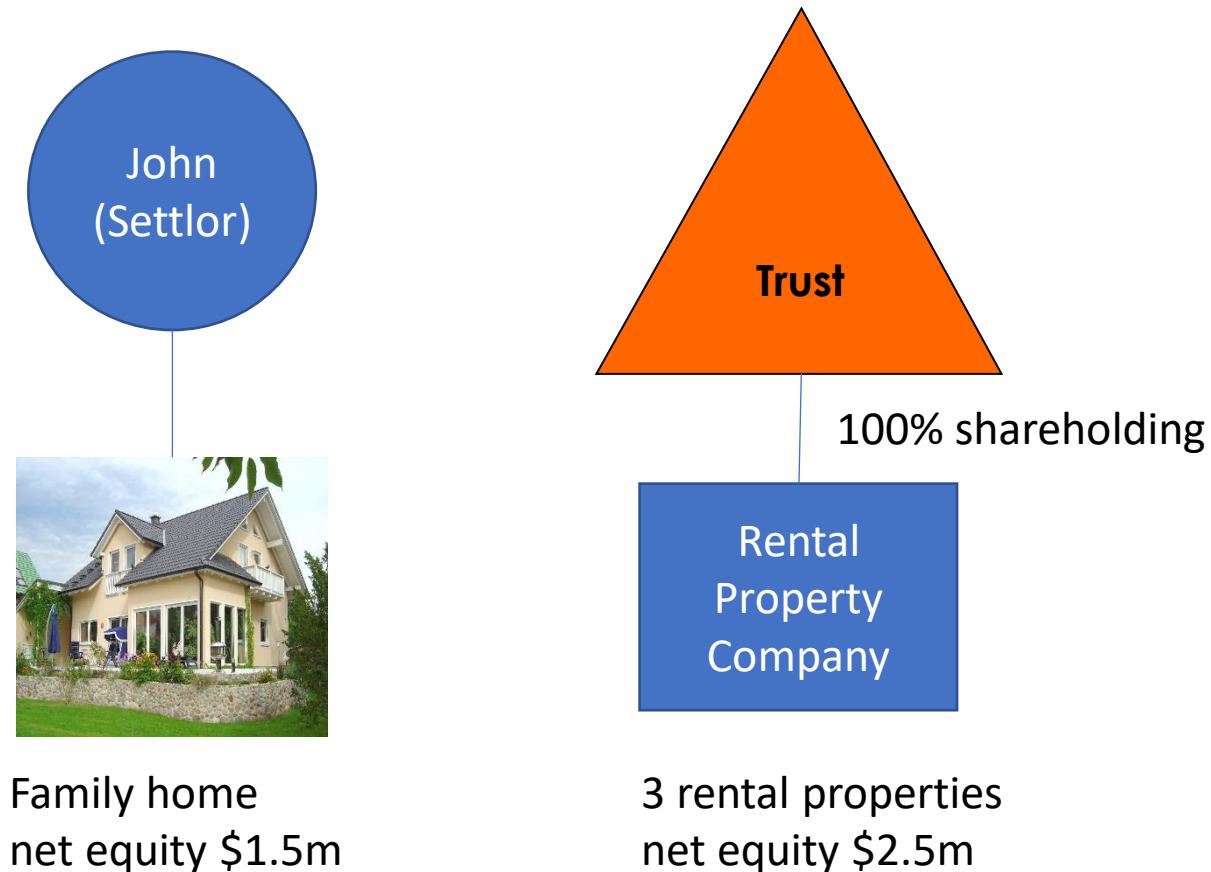 John
(Settlor)
Trust
100% shareholding
Rental
Property
Company
Family home
net equity $1.5m
3 rental properties
net equity $2.5m